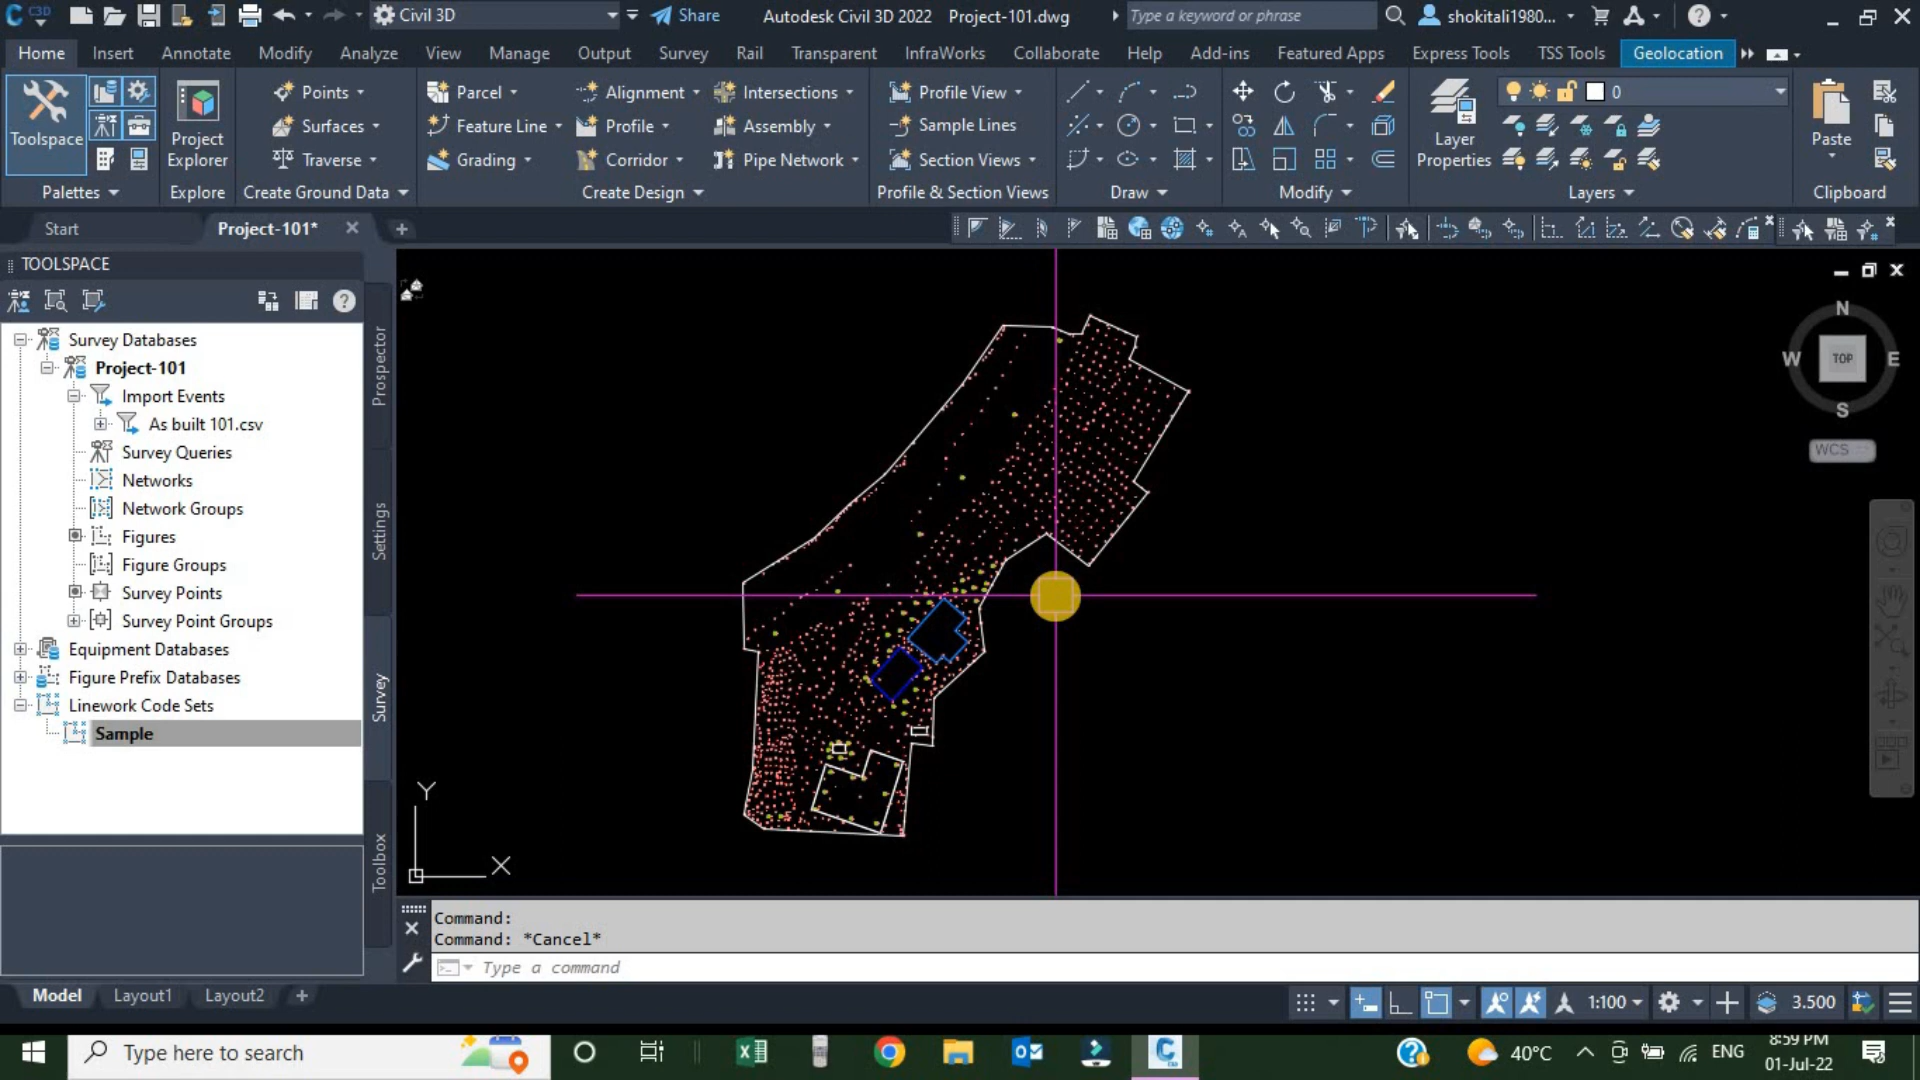 C3D Civil 3D Share Autodesk Civil 3D 2022 Project-101.dwg Type a keyword or phrase shokitali1980...
Home Insert Annotate Modify Analyze View Manage Output Survey Rail Transparent InfraWorks Collaborate Help Add-ins Featured Apps Express Tools TSS Tools Geolocation
Toolspace
Palettes
Project Explorer
Explore
Points
Surfaces
Traverse
Create Ground Data
Parcel Alignment Intersections
Feature Line Profile Assembly
Grading Corridor Pipe Network
Create Design
Profile View
Sample Lines
Section Views
Profile & Section Views
Draw
Modify
Layer Properties
0
Layers
Paste
Clipboard
Start Project-101*
TOOLSPACE
Survey Databases
Project-101
Import Events
As built 101.csv
Survey Queries
Networks
Network Groups
Figures
Figure Groups
Survey Points
Survey Point Groups
Equipment Databases
Figure Prefix Databases
Linework Code Sets
Sample
Prospector
Settings
Survey
Toolbox
N
W TOP E
S
WCS
Y
X
Command:
Command: *Cancel*
Type a command
Model Layout1 Layout2
1:100 3.500
Type here to search
40°C ENG 8:59 PM
01-Jul-22